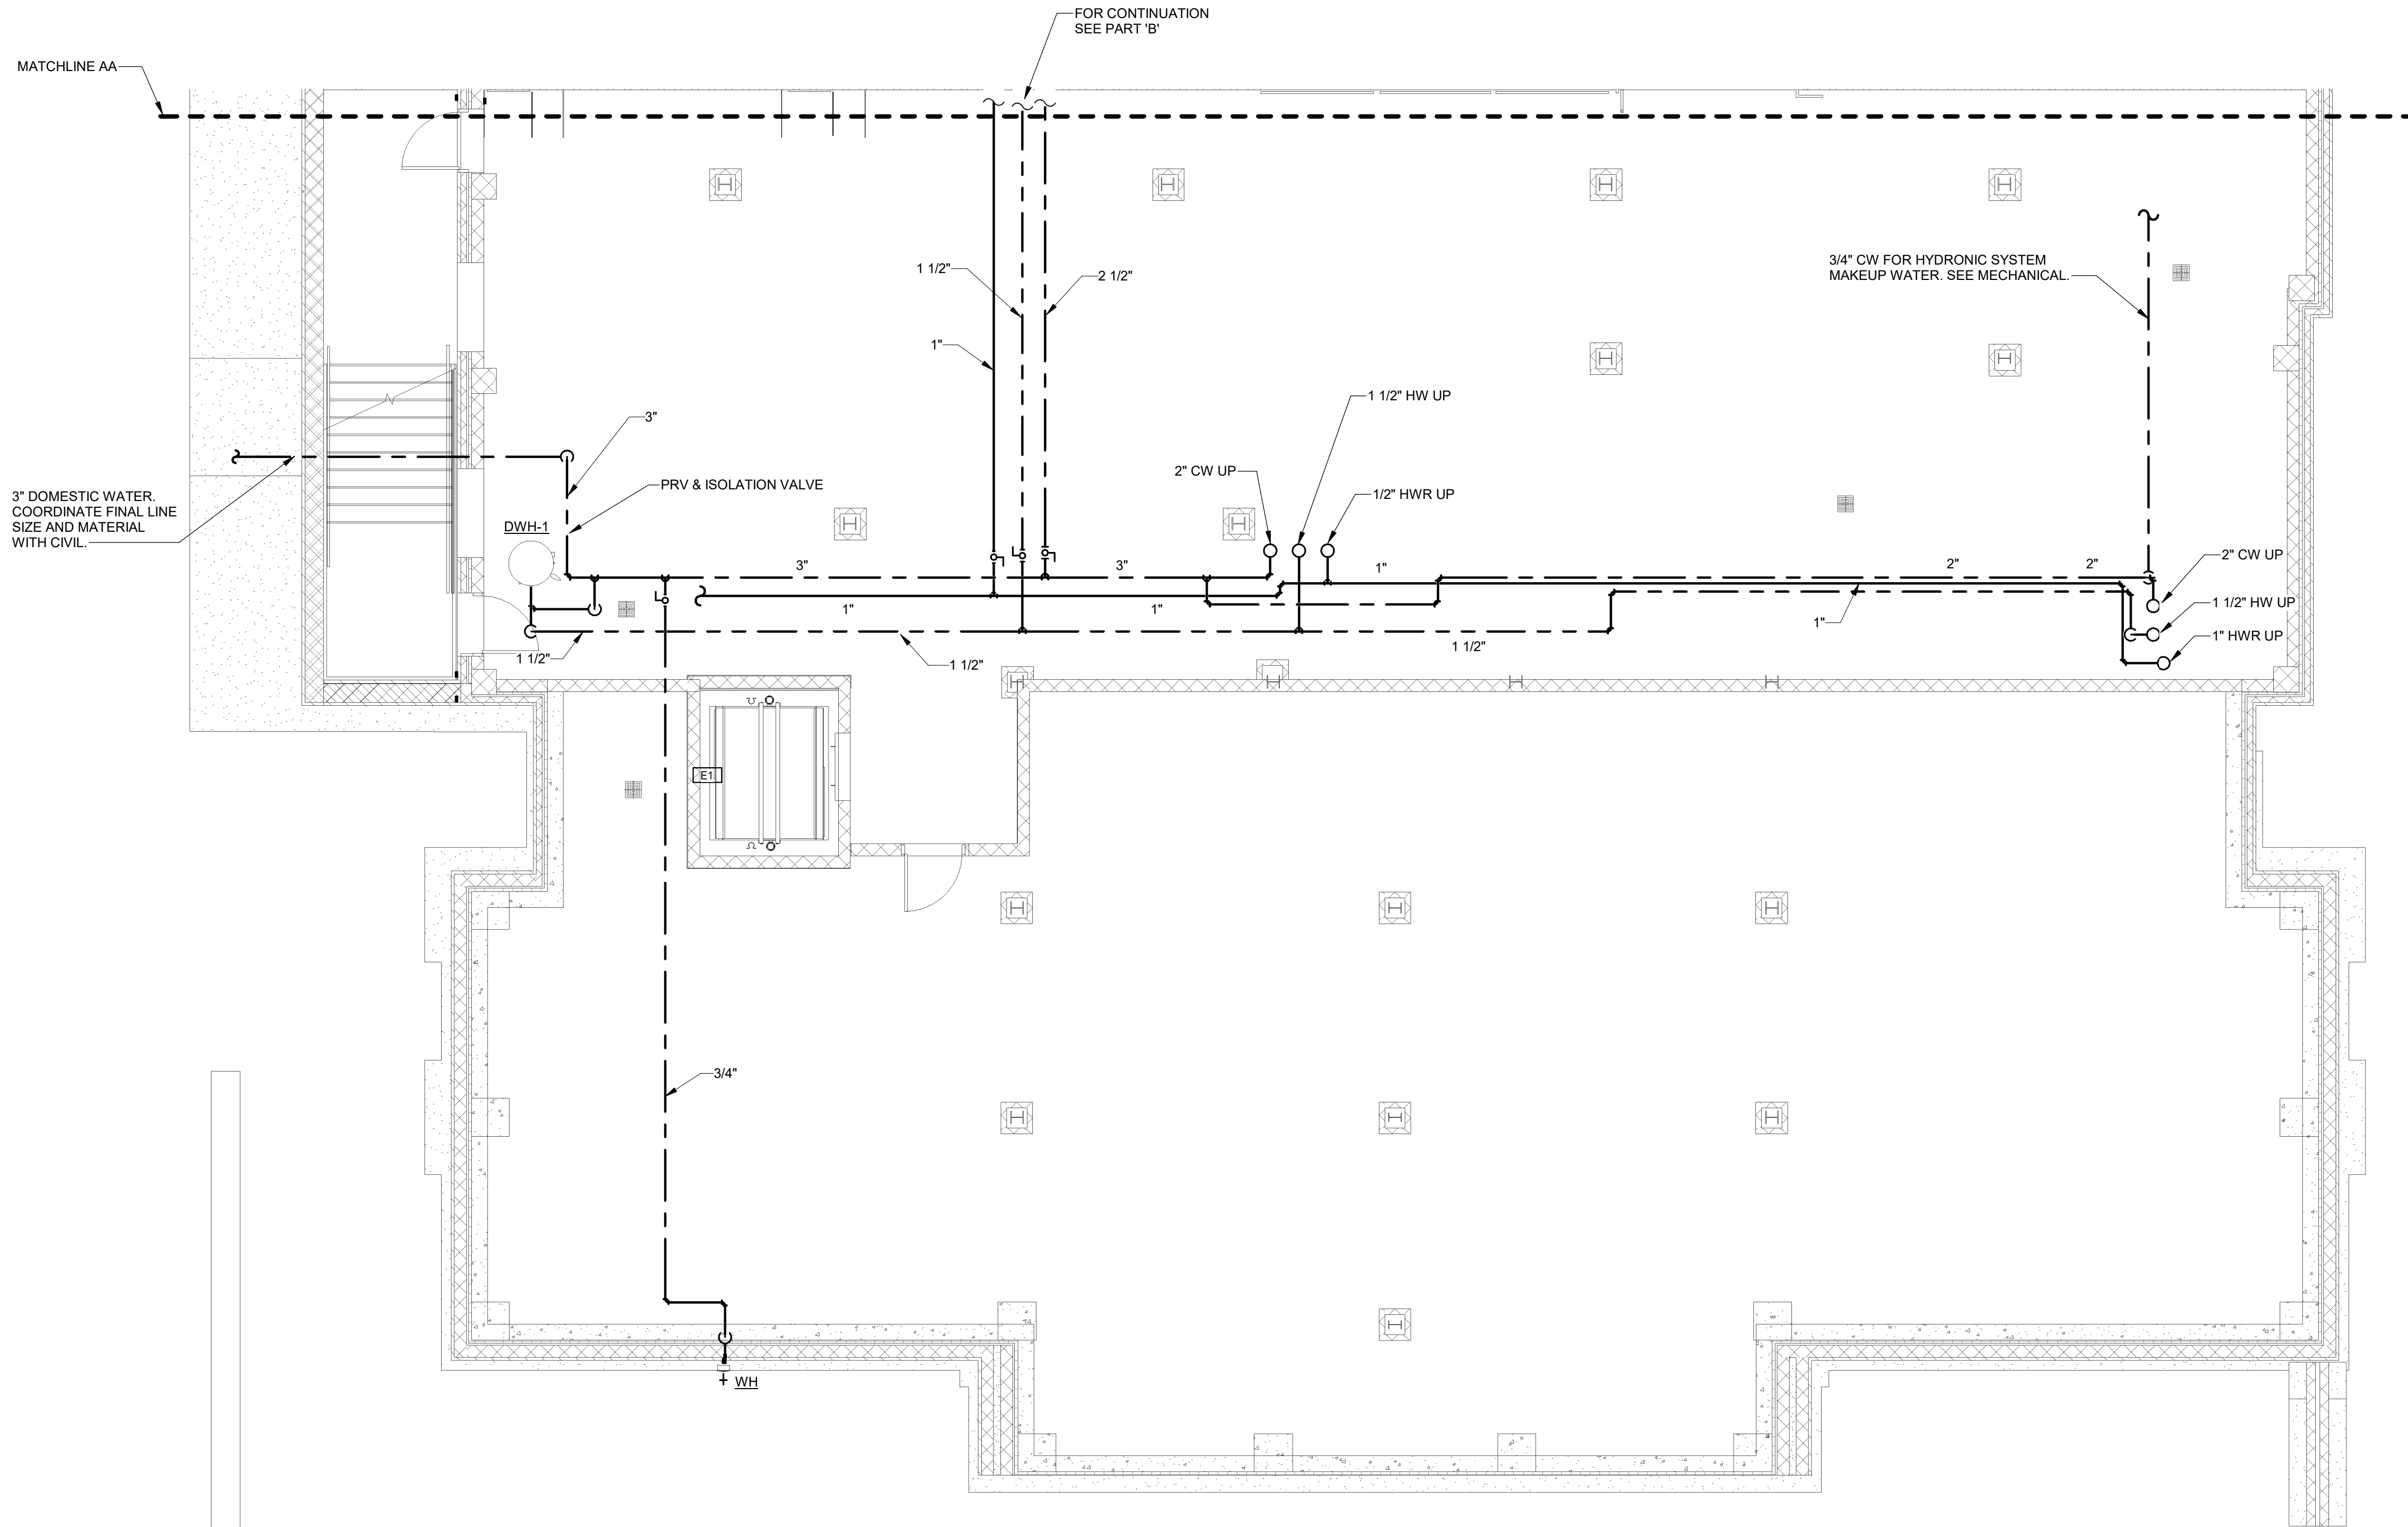 FOR CONTINUATION
SEE PART 'B'
MATCHLINE AA
1 1/2"
2 1/2"
3/4" CW FOR HYDRONIC SYSTEM
MAKEUP WATER. SEE MECHANICAL.
1"
1 1/2" HW UP
3"
2" CW UP
PRV & ISOLATION VALVE
1/2" HWR UP
3" DOMESTIC WATER.
COORDINATE FINAL LINE
SIZE AND MATERIAL
WITH CIVIL.
DWH-1
3"
3"
1"
2"
2"
2" CW UP
1"
1"
1"
1 1/2" HW UP
1 1/2"
1 1/2"
1 1/2"
1" HWR UP
E1
3/4"
WH